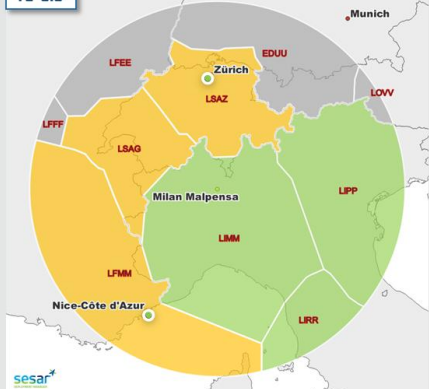 Munich
LFEE
EDUU
Zürich
LSAZ
LOVV
LFFF
LSAG
LIPP
Milan Malpensa
LIMM
LFMM
Nice-Côte d'Azur
LIRR
sesar